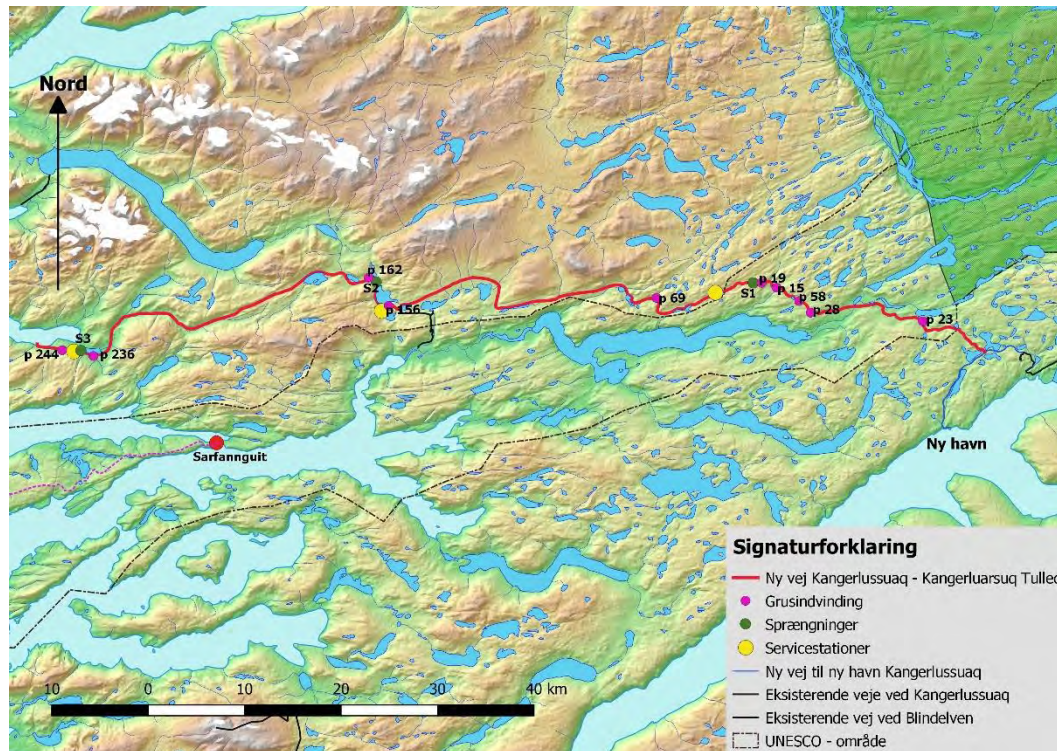 Nord
p 162
S2
p 156
p 69
S1
p 19
p 15
p 58
p 28
p 23
S3
p 244
p 236
Sarfannguit
Ny havn
10 0 10 20 30 40 km
Signaturforklaring
Ny vej Kangerlussuaq - Kangerluarsuq Tulleq
Grusindvinding
Sprængninger
Servicestationer
Ny vej til ny havn Kangerlussuaq
Eksisterende veje ved Kangerlussuaq
Eksisterende vej ved Blindelven
UNESCO - område